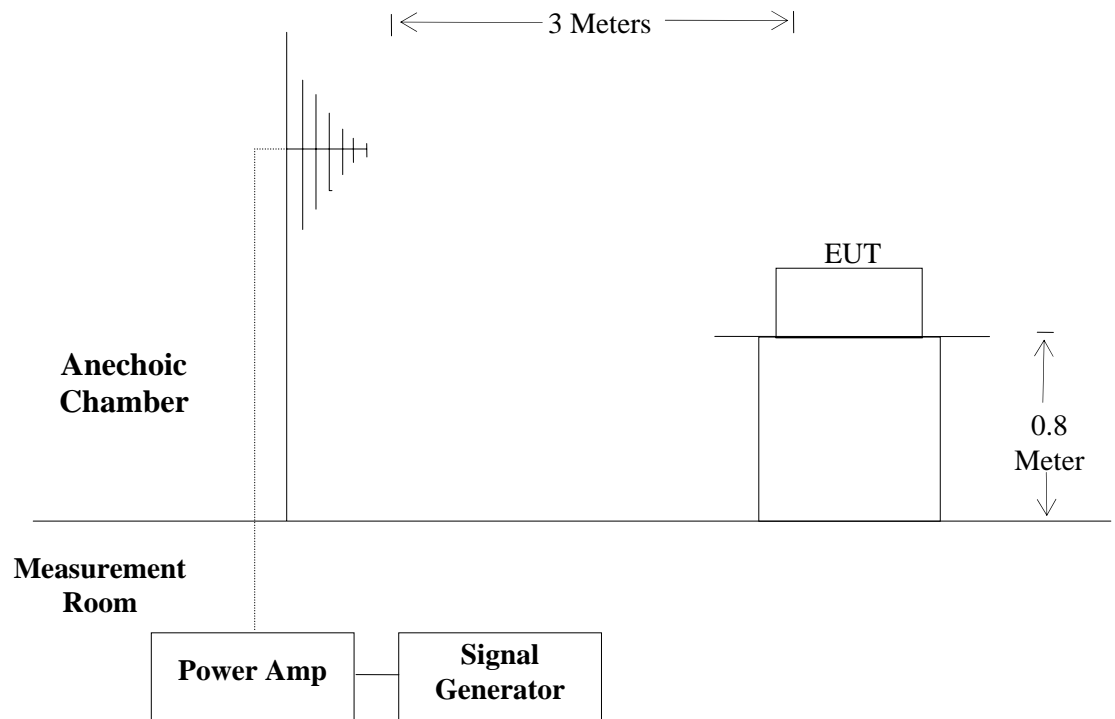 3 Meters
EUT
Anechoic
Chamber
0.8
Meter
Measurement
Room
Power Amp
Signal
Generator